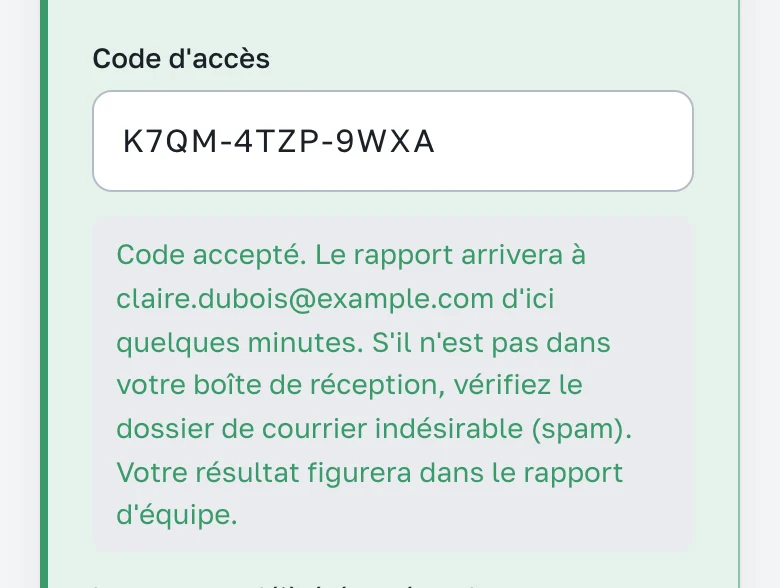 Code d'accès
K7QM-4TZP-9WXA
Code accepté. Le rapport arrivera à
claire.dubois@example.com d'ici
quelques minutes. S'il n'est pas dans
votre boîte de réception, vérifiez le
dossier de courrier indésirable (spam).
Votre résultat figurera dans le rapport
d'équipe.